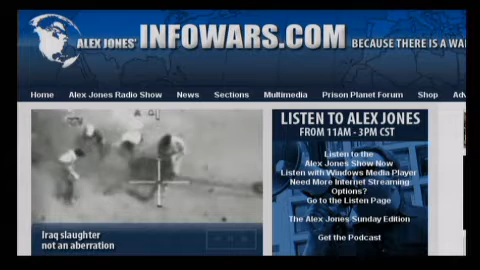 ALEX JONES' INFOWARS.COM BECAUSE THERE IS A WA
Home Alex Jones Radio Show News Sections Multimedia Prison Planet Forum Shop Adv
LISTEN TO ALEX JONES
FROM 11AM - 3PM CST
Listen to the
Alex Jones Show Now
Listen with Windows Media Player
Need More Internet Streaming
Options?
Go to the Listen Page
The Alex Jones Sunday Edition
Get the Podcast
Iraq slaughter
not an aberration